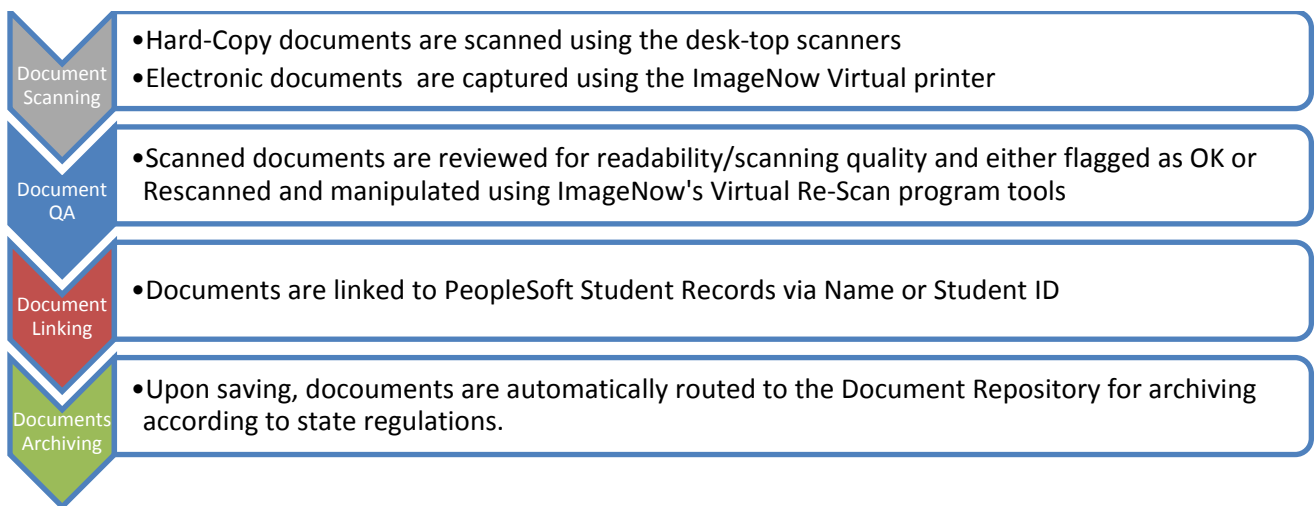 Document
Scanning
•Hard-Copy documents are scanned using the desk-top scanners
•Electronic documents are captured using the ImageNow Virtual printer
Document
QA
•Scanned documents are reviewed for readability/scanning quality and either flagged as OK or
Rescanned and manipulated using ImageNow's Virtual Re-Scan program tools
Document
Linking
•Documents are linked to PeopleSoft Student Records via Name or Student ID
Documents
Archiving
•Upon saving, docouments are automatically routed to the Document Repository for archiving
according to state regulations.